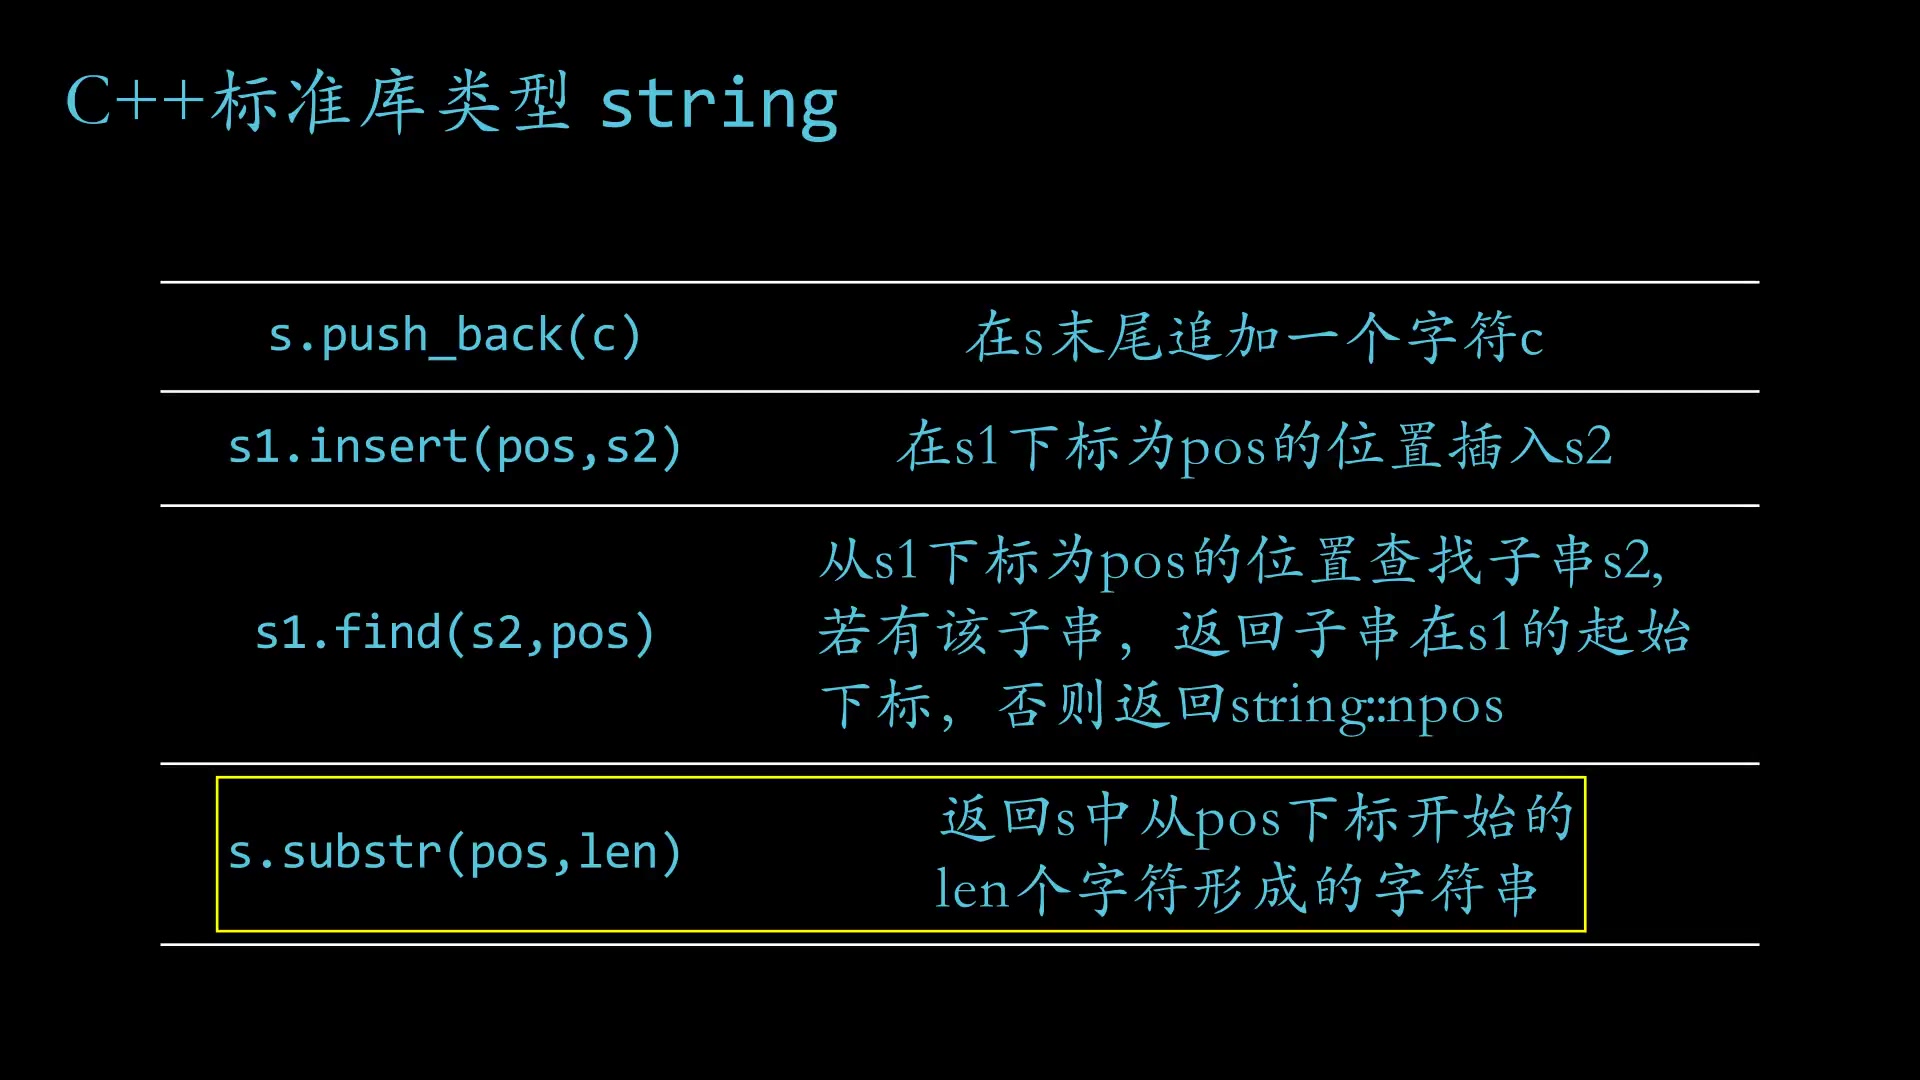 C++标准库类型 string
s.push_back(c)
在s末尾追加一个字符c
s1.insert(pos,s2)
在s1下标为pos的位置插入s2
s1.find(s2,pos)
从s1下标为pos的位置查找子串s2,
若有该子串，返回子串在s1的起始
下标，否则返回string::npos
s.substr(pos,len)
返回s中从pos下标开始的
len个字符形成的字符串